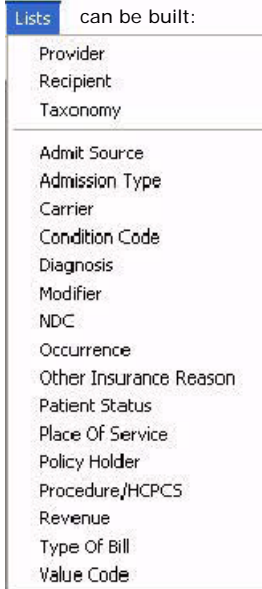 Lists can be built:
Provider
Recipient
Taxonomy
Admit Source
Admission Type
Carrier
Condition Code
Diagnosis
Modifier
NDC
Occurrence
Other Insurance Reason
Patient Status
Place Of Service
Policy Holder
Procedure/HCPCS
Revenue
Type Of Bill
Value Code